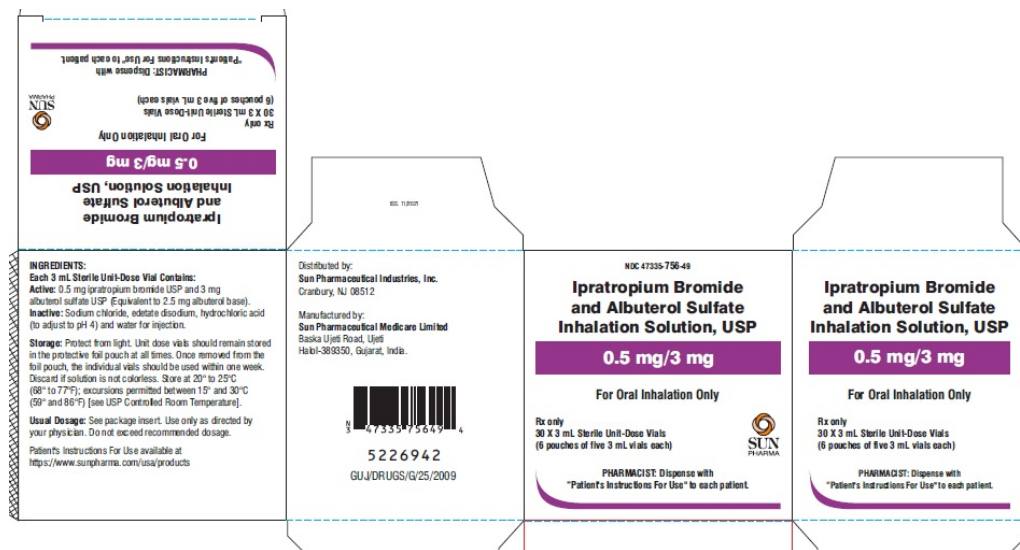 "Patient's Instructions For Use" to each patient.
PHARMACIST: Dispense with
(6 pouches of five 3 mL vials each)
30 X 3 mL Sterile Unit-Dose Vials
Rx only
SUN
PHARMA
For Oral Inhalation Only
0.5 mg/3 mg
Inhalation Solution, USP
and Albuterol Sulfate
Ipratropium Bromide
INGREDIENTS:
Each 3 mL Sterile Unit-Dose Vial Contains:
Active: 0.5 mg ipratropium bromide USP and 3 mg
albuterol sulfate USP (Equivalent to 2.5 mg albuterol base).
Inactive: Sodium chloride, edetate disodium, hydrochloric acid
(to adjust to pH 4) and water for injection.
Storage: Protect from light. Unit dose vials should remain stored
in the protective foil pouch at all times. Once removed from the
foil pouch, the individual vials should be used within one week.
Discard if solution is not colorless. Store at 20° to 25°C
(68° to 77°F); excursions permitted between 15° and 30°C
(59° and 86°F) [see USP Controlled Room Temperature].
Usual Dosage: See package insert. Use only as directed by
your physician. Do not exceed recommended dosage.
Patient's Instructions For Use available at
https://www.sunpharma.com/usa/products
Distributed by:
Sun Pharmaceutical Industries, Inc.
Cranbury, NJ 08512
Manufactured by:
Sun Pharmaceutical Medicare Limited
Baska Ujeti Road, Ujeti
Halol-389350, Gujarat, India.
N
3 47335 75649 4
5226942
GUJ/DRUGS/G/25/2009
NDC 47335-756-49
Ipratropium Bromide
and Albuterol Sulfate
Inhalation Solution, USP
0.5 mg/3 mg
For Oral Inhalation Only
Rx only
30 X 3 mL Sterile Unit-Dose Vials
(6 pouches of five 3 mL vials each)
SUN
PHARMA
PHARMACIST: Dispense with
"Patient's Instructions For Use" to each patient.
Ipratropium Bromide
and Albuterol Sulfate
Inhalation Solution, USP
0.5 mg/3 mg
For Oral Inhalation Only
Rx only
30 X 3 mL Sterile Unit-Dose Vials
(6 pouches of five 3 mL vials each)
PHARMACIST: Dispense with
"Patient's Instructions For Use" to each patient.